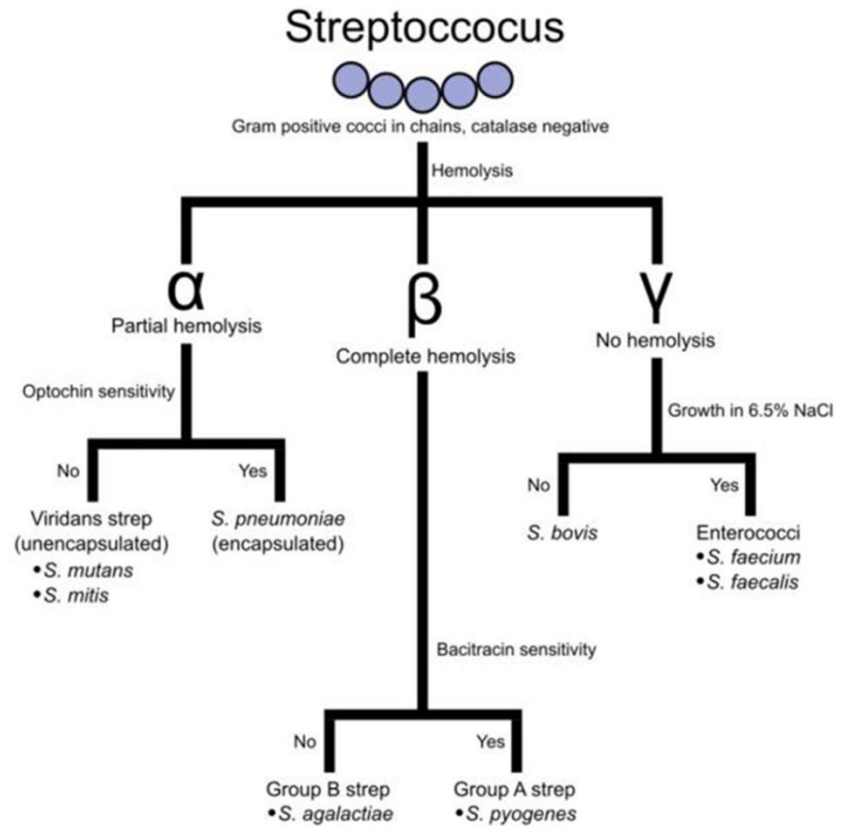 Streptoccocus
Gram positive cocci in chains, catalase negative
Hemolysis
α
Partial hemolysis
β
Complete hemolysis
γ
No hemolysis
Optochin sensitivity
No
Yes
Viridans strep
(unencapsulated)
•S. mutans
•S. mitis
S. pneumoniae
(encapsulated)
Growth in 6.5% NaCl
No
Yes
S. bovis
Enterococci
•S. faecium
•S. faecalis
Bacitracin sensitivity
No
Yes
Group B strep
•S. agalactiae
Group A strep
•S. pyogenes